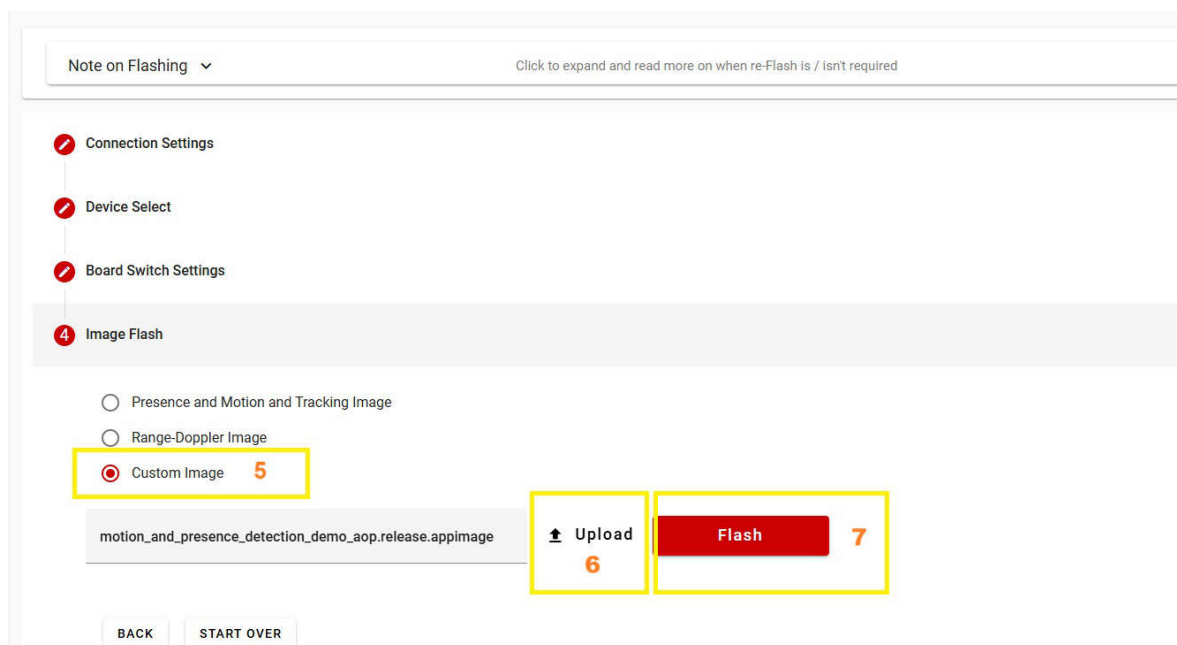 Note on Flashing
Click to expand and read more on when re-Flash is / isn't required
Connection Settings
Device Select
Board Switch Settings
4 Image Flash
Presence and Motion and Tracking Image
Range-Doppler Image
Custom Image 5
motion_and_presence_detection_demo_aop.release.appimage
Upload
6
Flash 7
BACK START OVER